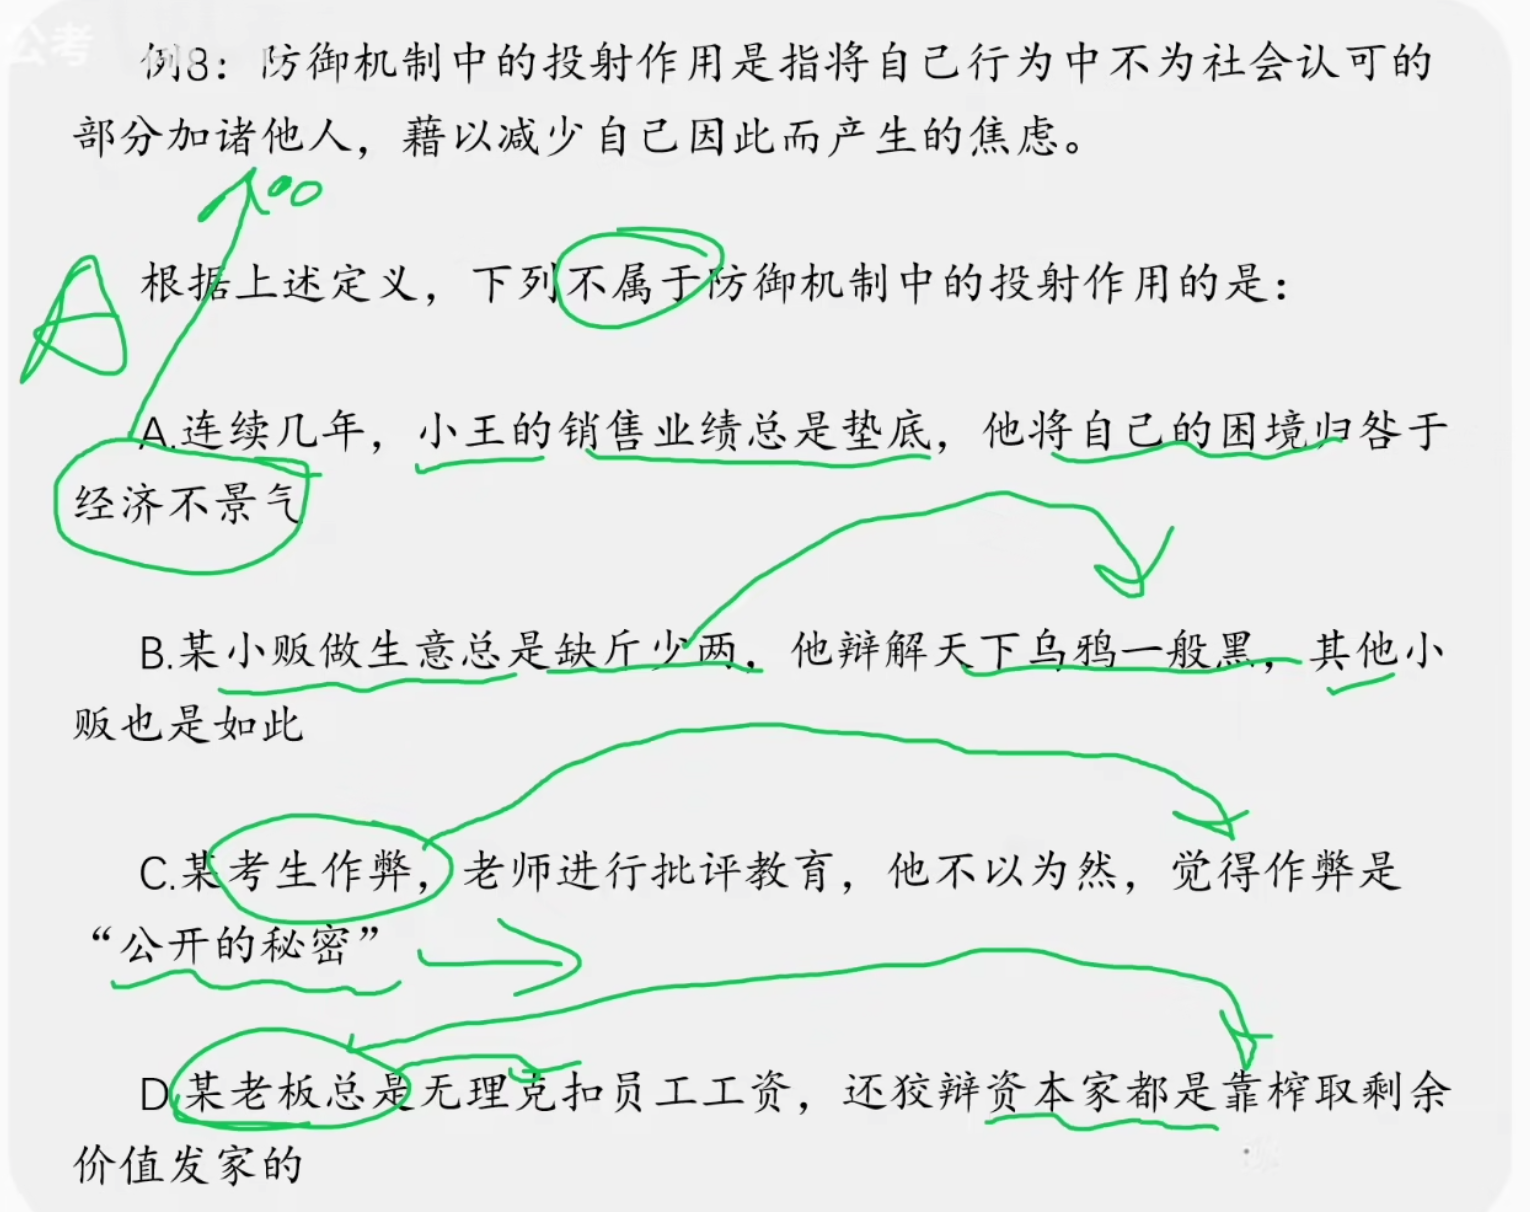 公考
例8：防御机制中的投射作用是指将自己行为中不为社会认可的
部分加诸他人，藉以减少自己因此而产生的焦虑。
A
根据上述定义，下列不属于防御机制中的投射作用的是：
A.连续几年，小王的销售业绩总是垫底，他将自己的困境归咎于
经济不景气
B.某小贩做生意总是缺斤少两，他辩解天下乌鸦一般黑，其他小
贩也是如此
C.某考生作弊，老师进行批评教育，他不以为然，觉得作弊是
“公开的秘密”
D.某老板总是无理克扣员工工资，还狡辩资本家都是靠榨取剩余
价值发家的